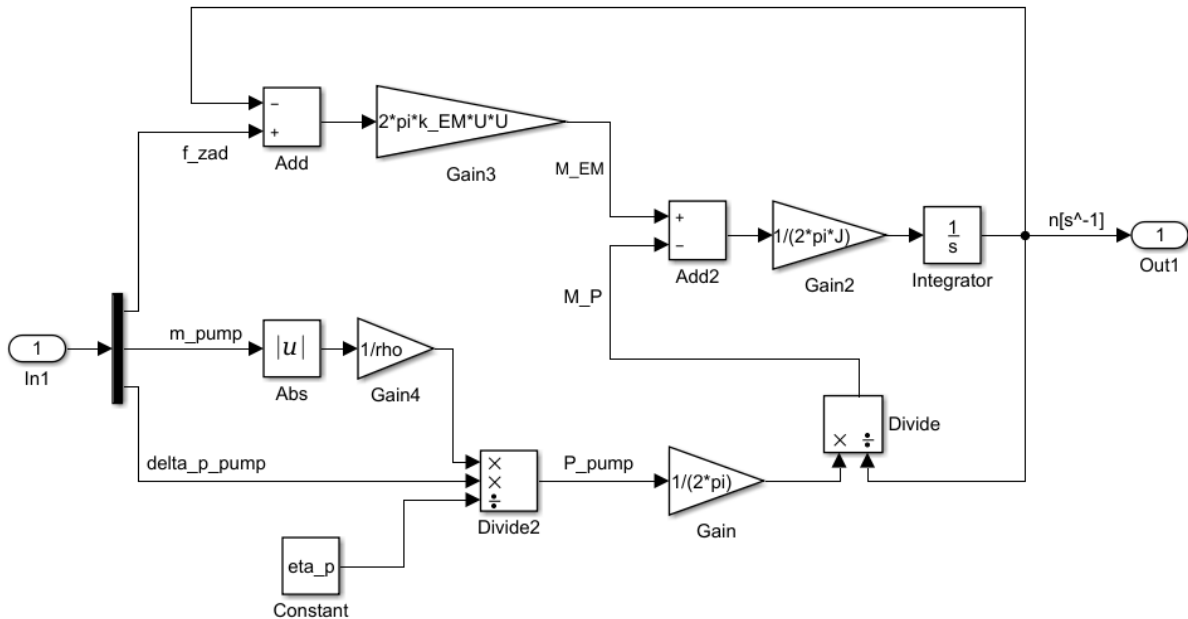 −
+
f_zad
Add
2*pi*k_EM*U*U
Gain3
M_EM
+
−
Add2
1/(2*pi*J)
Gain2
1
s
Integrator
n[s^-1]
1
Out1
M_P
1
In1
m_pump
|u|
Abs
1/rho
Gain4
× ÷
Divide
delta_p_pump
×
×
÷
Divide2
P_pump
1/(2*pi)
Gain
eta_p
Constant